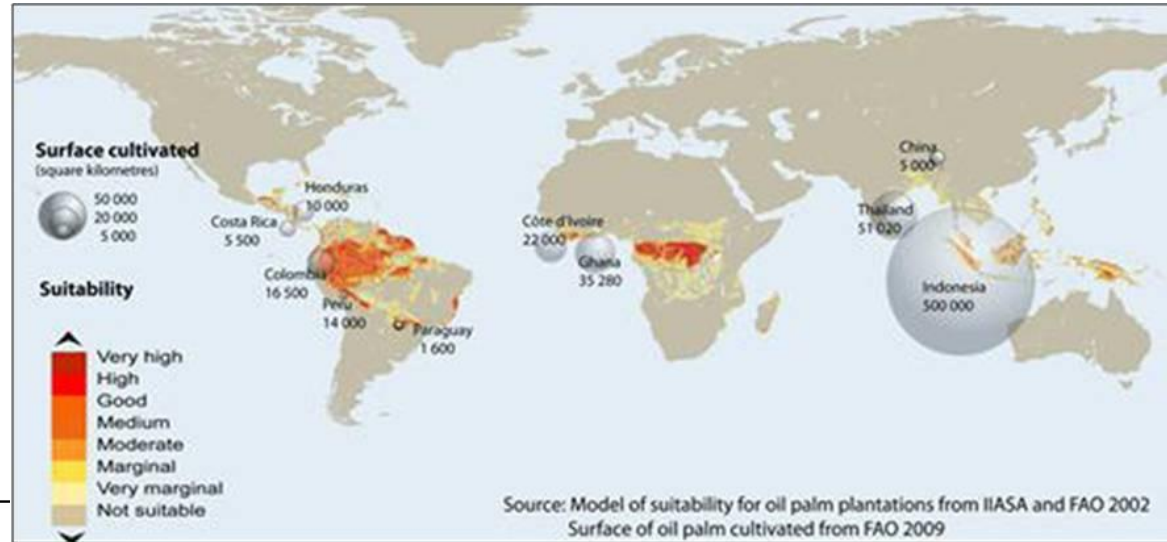 Surface cultivated
(square kilometres)
50 000
20 000
5 000
Honduras
10 000
Costa Rica
5 500
Colombia
16 500
Peru
14 000
Paraguay
1 600
Côte d'Ivoire
22 000
Ghana
35 280
China
5 000
Thailand
51 020
Indonesia
500 000
Suitability
Very high
High
Good
Medium
Moderate
Marginal
Very marginal
Not suitable
Source: Model of suitability for oil palm plantations from IIASA and FAO 2002
Surface of oil palm cultivated from FAO 2009